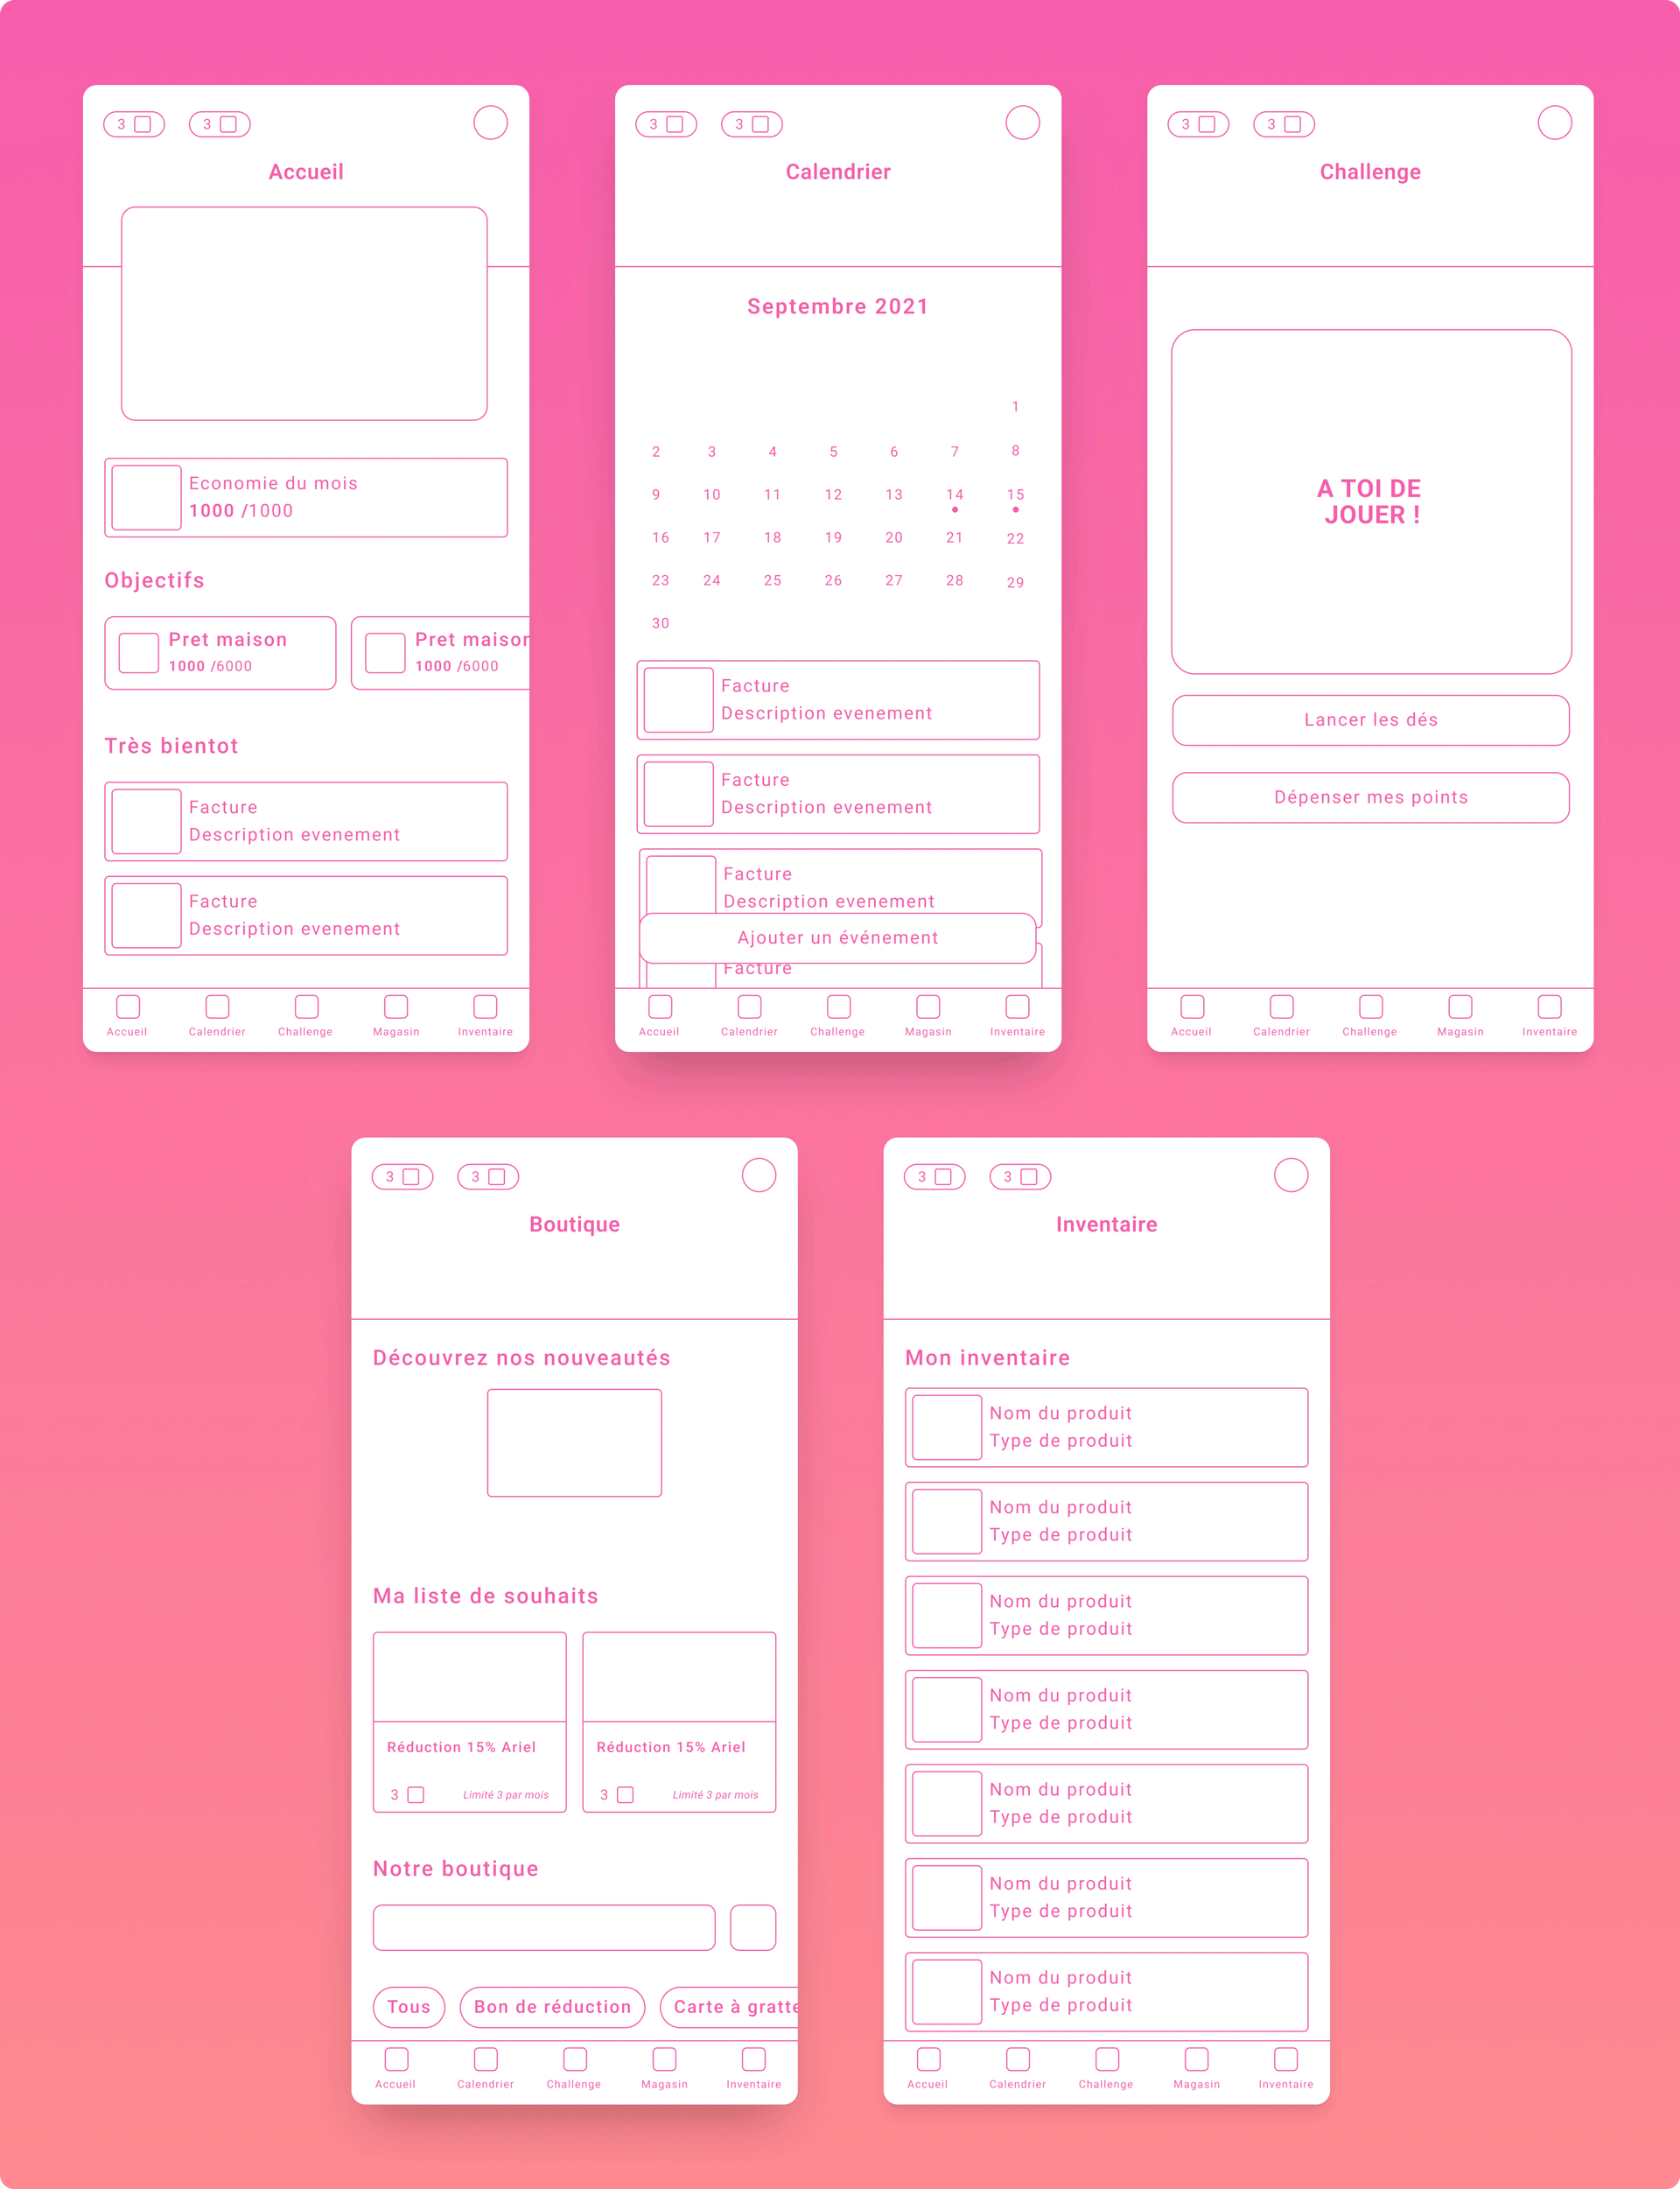 3 3
Accueil
Economie du mois
1000 /1000
Objectifs
Pret maison
1000 /6000
Pret maison
1000 /6000
Très bientot
Facture
Description evenement
Facture
Description evenement
Accueil Calendrier Challenge Magasin Inventaire
3 3
Calendrier
Septembre 2021
1
2 3 4 5 6 7 8
9 10 11 12 13 14 15
16 17 18 19 20 21 22
23 24 25 26 27 28 29
30
Facture
Description evenement
Facture
Description evenement
Facture
Description evenement
Ajouter un événement
Facture
Accueil Calendrier Challenge Magasin Inventaire
3 3
Challenge
A TOI DE
JOUER !
Lancer les dés
Dépenser mes points
Accueil Calendrier Challenge Magasin Inventaire
3 3
Boutique
Découvrez nos nouveautés
Ma liste de souhaits
Réduction 15% Ariel
3 Limité 3 par mois
Réduction 15% Ariel
3 Limité 3 par mois
Notre boutique
Tous Bon de réduction Carte à gratte
Accueil Calendrier Challenge Magasin Inventaire
3 3
Inventaire
Mon inventaire
Nom du produit
Type de produit
Nom du produit
Type de produit
Nom du produit
Type de produit
Nom du produit
Type de produit
Nom du produit
Type de produit
Nom du produit
Type de produit
Nom du produit
Type de produit
Accueil Calendrier Challenge Magasin Inventaire